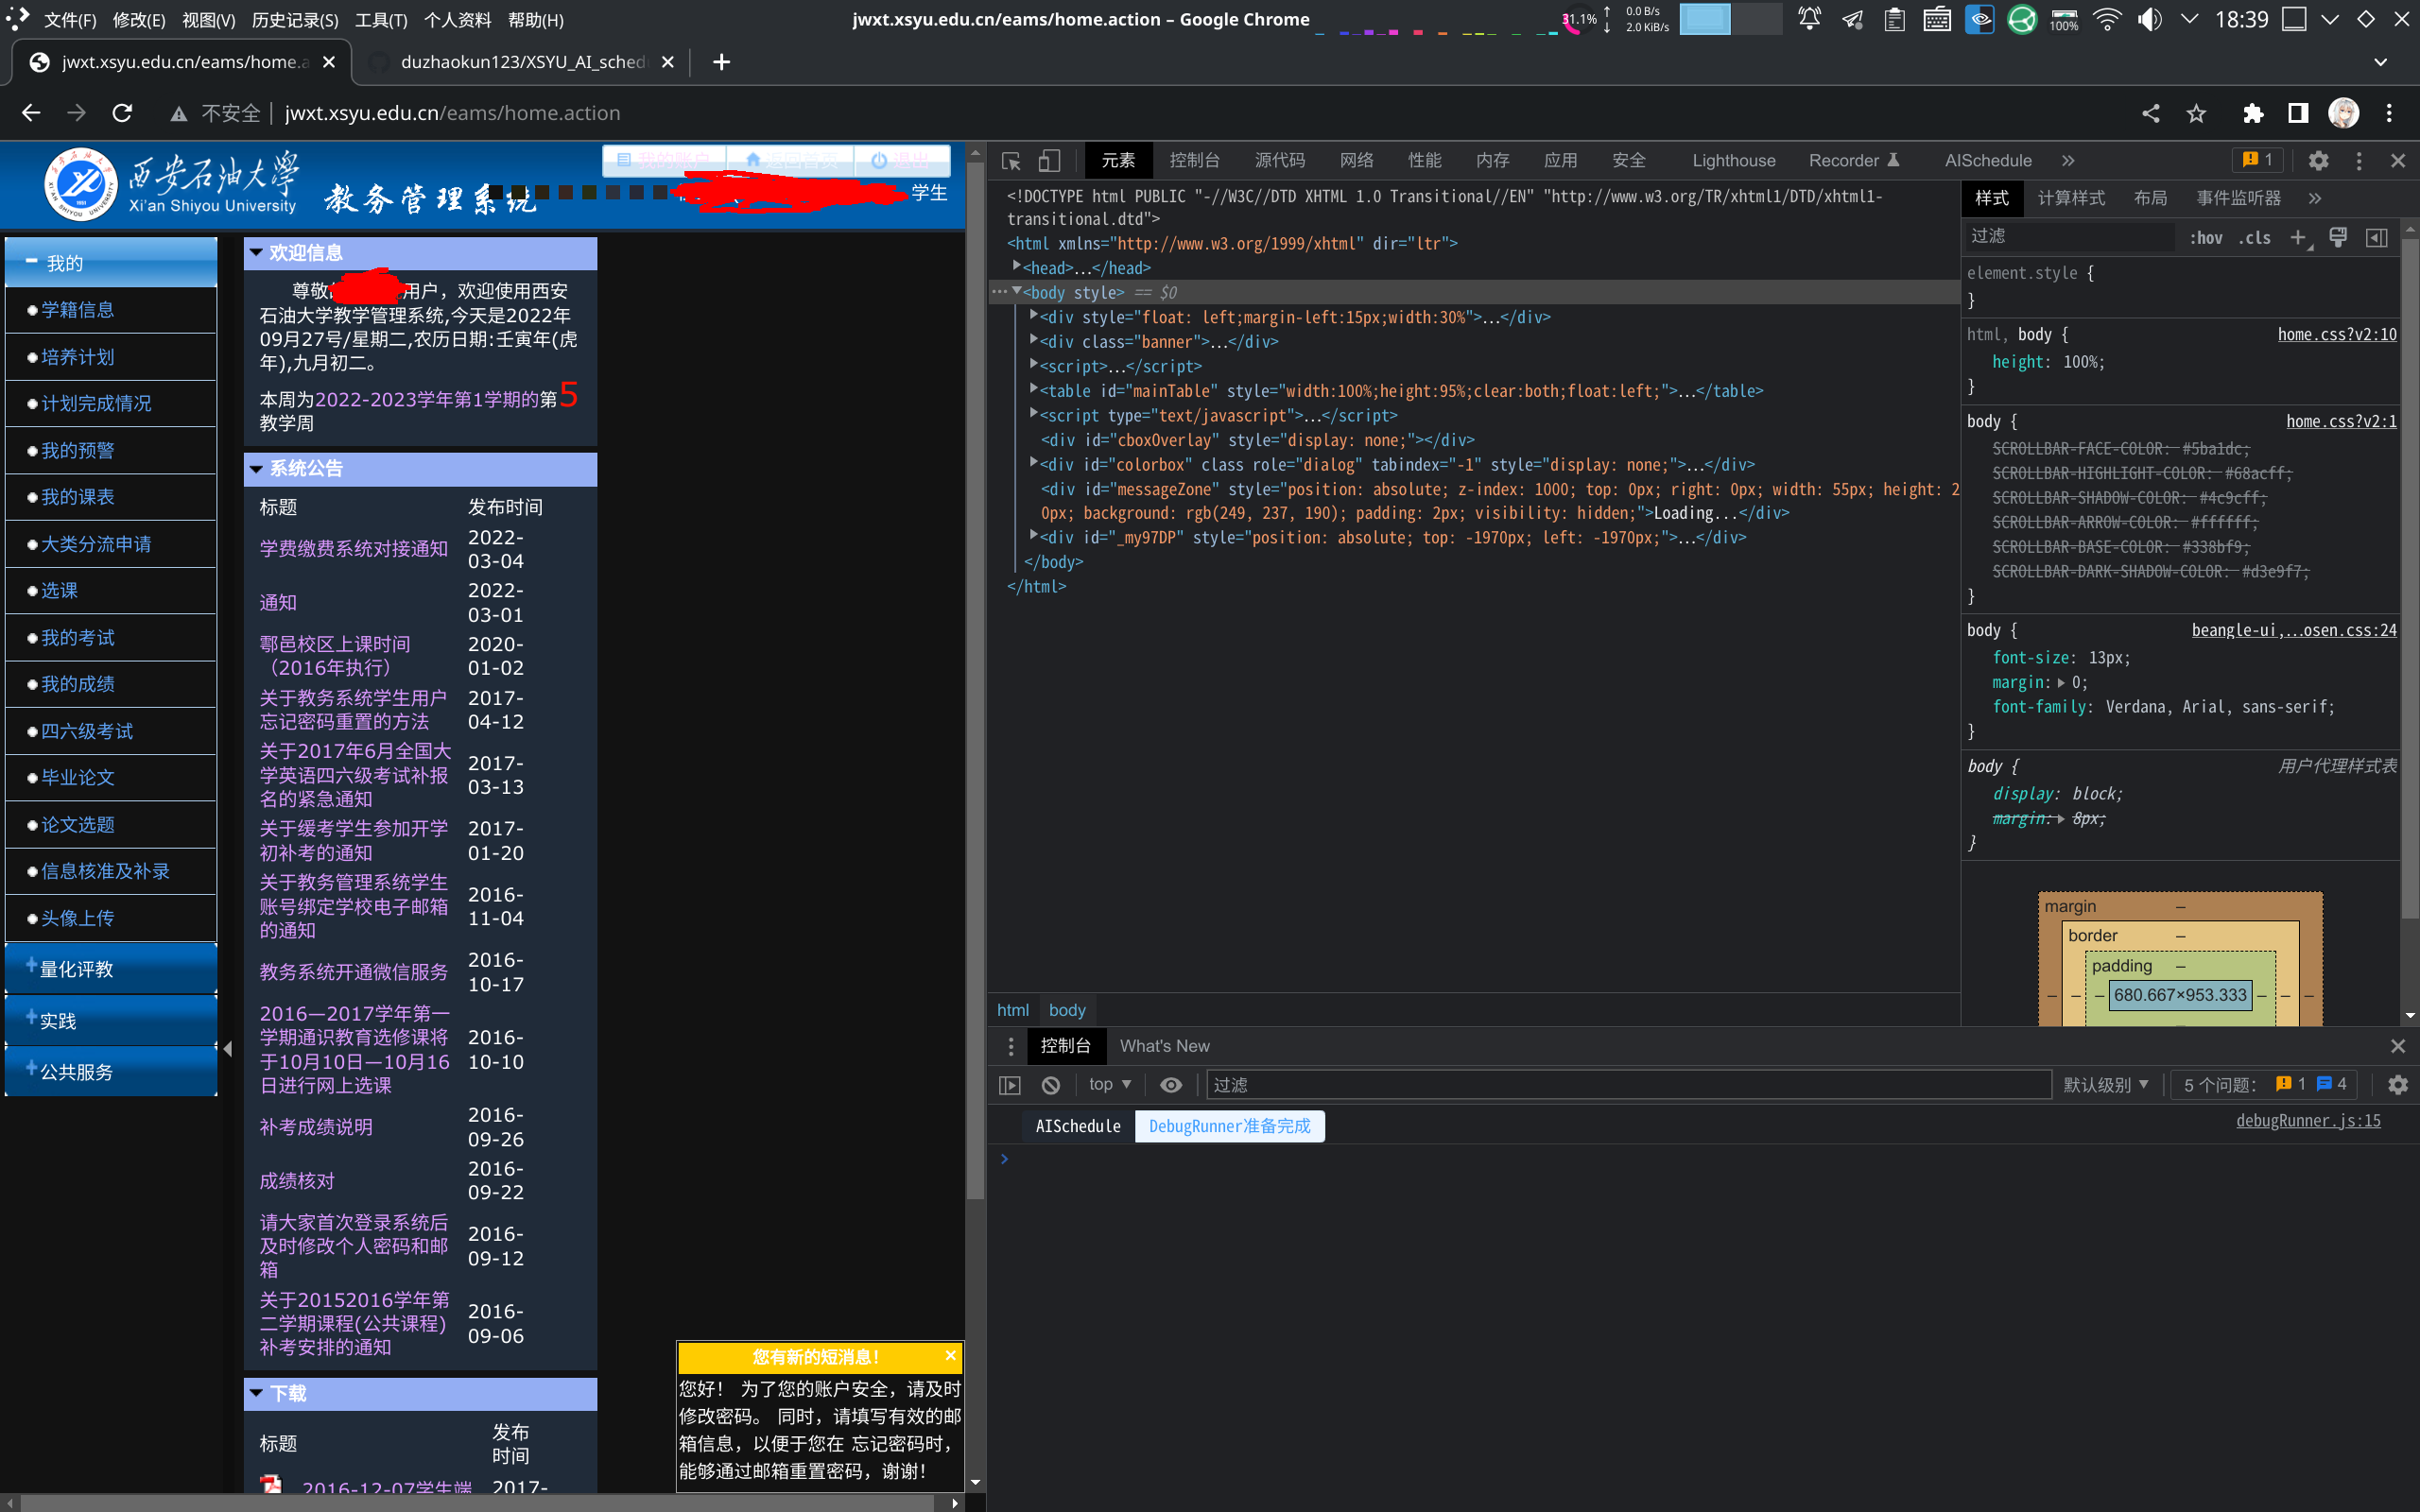 文件(F) 修改(E) 视图(V) 历史记录(S) 工具(T) 个人资料 帮助(H)
jwxt.xsyu.edu.cn/eams/home.action – Google Chrome
31.1%
0.0 B/s
2.0 KiB/s
100%
18:39
jwxt.xsyu.edu.cn/eams/home.a
duzhaokun123/XSYU_AI_sched
不安全
jwxt.xsyu.edu.cn/eams/home.action
西安石油大学
Xi'an Shiyou University
教务管理系统
我的账户 返回首页 退出
学生
我的
学籍信息
培养计划
计划完成情况
我的预警
我的课表
大类分流申请
选课
我的考试
我的成绩
四六级考试
毕业论文
论文选题
信息核准及补录
头像上传
量化评教
实践
公共服务
欢迎信息
尊敬 用户，欢迎使用西安
石油大学教学管理系统,今天是2022年
09月27号/星期二,农历日期:壬寅年(虎
年),九月初二。
本周为2022-2023学年第1学期的第5
教学周
系统公告
标题 发布时间
学费缴费系统对接通知 2022-
03-04
通知 2022-
03-01
鄠邑校区上课时间 2020-
（2016年执行） 01-02
关于教务系统学生用户 2017-
忘记密码重置的方法 04-12
关于2017年6月全国大
学英语四六级考试补报
名的紧急通知
2017-
03-13
关于缓考学生参加开学 2017-
初补考的通知 01-20
关于教务管理系统学生
账号绑定学校电子邮箱
的通知
2016-
11-04
教务系统开通微信服务 2016-
10-17
2016—2017学年第一
学期通识教育选修课将
于10月10日—10月16
日进行网上选课
2016-
10-10
补考成绩说明 2016-
09-26
成绩核对 2016-
09-22
请大家首次登录系统后
及时修改个人密码和邮
箱
2016-
09-12
关于20152016学年第
二学期课程(公共课程)
补考安排的通知
2016-
09-06
下载
标题 发布
时间
2016-12-07学生端 2017-
您有新的短消息！
您好！ 为了您的账户安全，请及时
修改密码。 同时，请填写有效的邮
箱信息，以便于您在 忘记密码时，
能够通过邮箱重置密码，谢谢！
元素 控制台 源代码 网络 性能 内存 应用 安全 Lighthouse Recorder AISchedule 1
<!DOCTYPE html PUBLIC "-//W3C//DTD XHTML 1.0 Transitional//EN" "http://www.w3.org/TR/xhtml1/DTD/xhtml1-
transitional.dtd">
<html xmlns="http://www.w3.org/1999/xhtml" dir="ltr">
<head>…</head>
<body style> == $0
<div style="float: left;margin-left:15px;width:30%">…</div>
<div class="banner">…</div>
<script>…</script>
<table id="mainTable" style="width:100%;height:95%;clear:both;float:left;">…</table>
<script type="text/javascript">…</script>
<div id="cboxOverlay" style="display: none;"></div>
<div id="colorbox" class role="dialog" tabindex="-1" style="display: none;">…</div>
<div id="messageZone" style="position: absolute; z-index: 1000; top: 0px; right: 0px; width: 55px; height: 2
0px; background: rgb(249, 237, 190); padding: 2px; visibility: hidden;">Loading...</div>
<div id="_my97DP" style="position: absolute; top: -1970px; left: -1970px;">…</div>
</body>
</html>
html body
样式 计算样式 布局 事件监听器
过滤 :hov .cls
element.style {
}
html, body { home.css?v2:10
height: 100%;
}
body { home.css?v2:1
SCROLLBAR-FACE-COLOR: #5ba1dc;
SCROLLBAR-HIGHLIGHT-COLOR: #68acff;
SCROLLBAR-SHADOW-COLOR: #4c9cff;
SCROLLBAR-ARROW-COLOR: #ffffff;
SCROLLBAR-BASE-COLOR: #338bf9;
SCROLLBAR-DARK-SHADOW-COLOR: #d3e9f7;
}
body { beangle-ui,…osen.css:24
font-size: 13px;
margin: 0;
font-family: Verdana, Arial, sans-serif;
}
body { 用户代理样式表
display: block;
margin: 8px;
}
margin –
border –
padding –
– – – 680.667×953.333 – – –
控制台 What's New
top 过滤 默认级别 5 个问题: 1 4
AISchedule DebugRunner准备完成 debugRunner.js:15